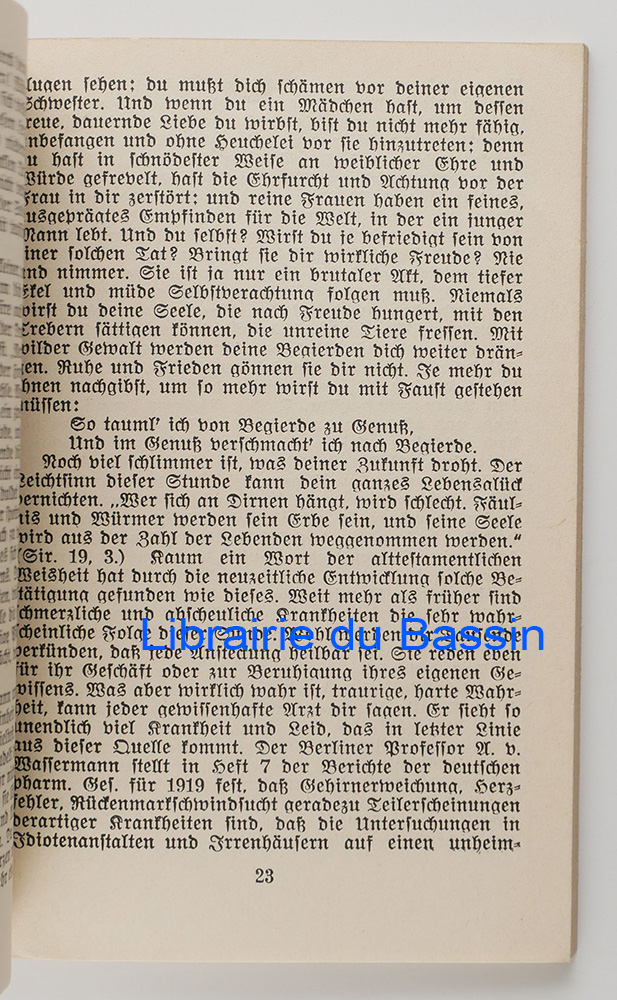 Augen sehen: du mußt dich schämen vor deiner eigenen
Schwester. Und wenn du ein Mädchen hast, um dessen
treue, dauernde Liebe du wirbst, bist du nicht mehr fähig,
unbefangen und ohne Heuchelei vor sie hinzutreten: denn
du hast in schnödester Weise an weiblicher Ehre und
Würde gefrevelt, hast die Ehrfurcht und Achtung vor der
Frau in dir zerstört: und reine Frauen haben ein feines,
ausgeprägtes Empfinden für die Welt, in der ein junger
Mann lebt. Und du selbst? Wirst du je befriedigt sein von
einer solchen Tat? Bringt sie dir wirkliche Freude? Nie
und nimmer. Sie ist ja nur ein brutaler Akt, dem tiefer
Ekel und müde Selbstverachtung folgen muß. Niemals
wirst du deine Seele, die nach Freude hungert, mit den
Trebern sättigen können, die unreine Tiere fressen. Mit
wilder Gewalt werden deine Begierden dich weiter drän-
gen. Ruhe und Frieden gönnen sie dir nicht. Je mehr du
ihnen nachgibst, um so mehr wirst du mit Faust gestehen
müssen:
So tauml' ich von Begierde zu Genuß,
Und im Genuß verschmacht' ich nach Begierde.
Noch viel schlimmer ist, was deiner Zukunft droht. Der
Leichtsinn dieser Stunde kann dein ganzes Lebensglück
vernichten. „Wer sich an Dirnen hängt, wird schlecht. Fäul-
nis und Würmer werden sein Erbe sein, und seine Seele
wird aus der Zahl der Lebenden weggenommen werden."
(Sir. 19, 3.) Kaum ein Wort der alttestamentlichen
Weisheit hat durch die neuzeitliche Entwicklung solche Be-
tätigung gefunden wie dieses. Weit mehr als früher sind
schmerzliche und abscheuliche Krankheiten die sehr wahr-
scheinliche Folge dieser Sünde.
Librairie du Bassin
verkünden, daß jede Ansteckung heilbar sei. Sie reden eben
für ihr Geschäft oder zur Beruhigung ihres eigenen Ge-
wissens. Was aber wirklich wahr ist, traurige, harte Wahr-
heit, kann jeder gewissenhafte Arzt dir sagen. Er sieht so
unendlich viel Krankheit und Leid, das in letzter Linie
aus dieser Quelle kommt. Der Berliner Professor A. v.
Wassermann stellt in Heft 7 der Berichte der deutschen
pharm. Ges. für 1919 fest, daß Gehirnerweichung, Herz-
fehler, Rückenmarkschwindsucht geradezu Teilerscheinungen
derartiger Krankheiten sind, daß die Untersuchungen in
Idiotenanstalten und Irrenhäusern auf einen unheim-
23